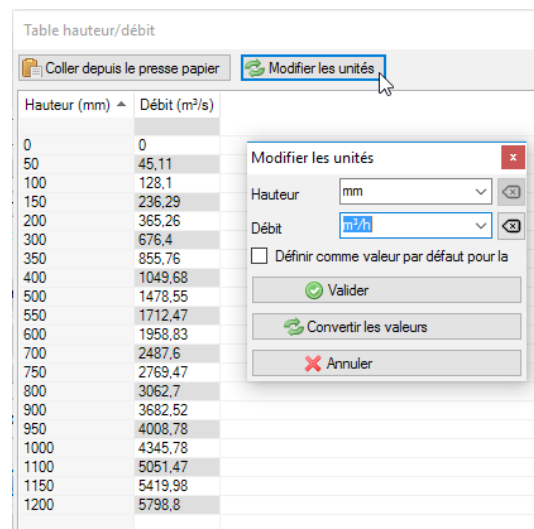 Table hauteur/débit
Coller depuis le presse papier Modifier les unités
Hauteur (mm) Débit (m³/s)
0 0
50 45,11
100 128,1
150 236,29
200 365,26
300 676,4
350 855,76
400 1049,68
500 1478,55
550 1712,47
600 1958,83
700 2487,6
750 2769,47
800 3062,7
900 3682,52
950 4008,78
1000 4345,78
1100 5051,47
1150 5419,98
1200 5798,8
Modifier les unités x
Hauteur mm
Débit m³/h
Définir comme valeur par défaut pour la
Valider
Convertir les valeurs
Annuler